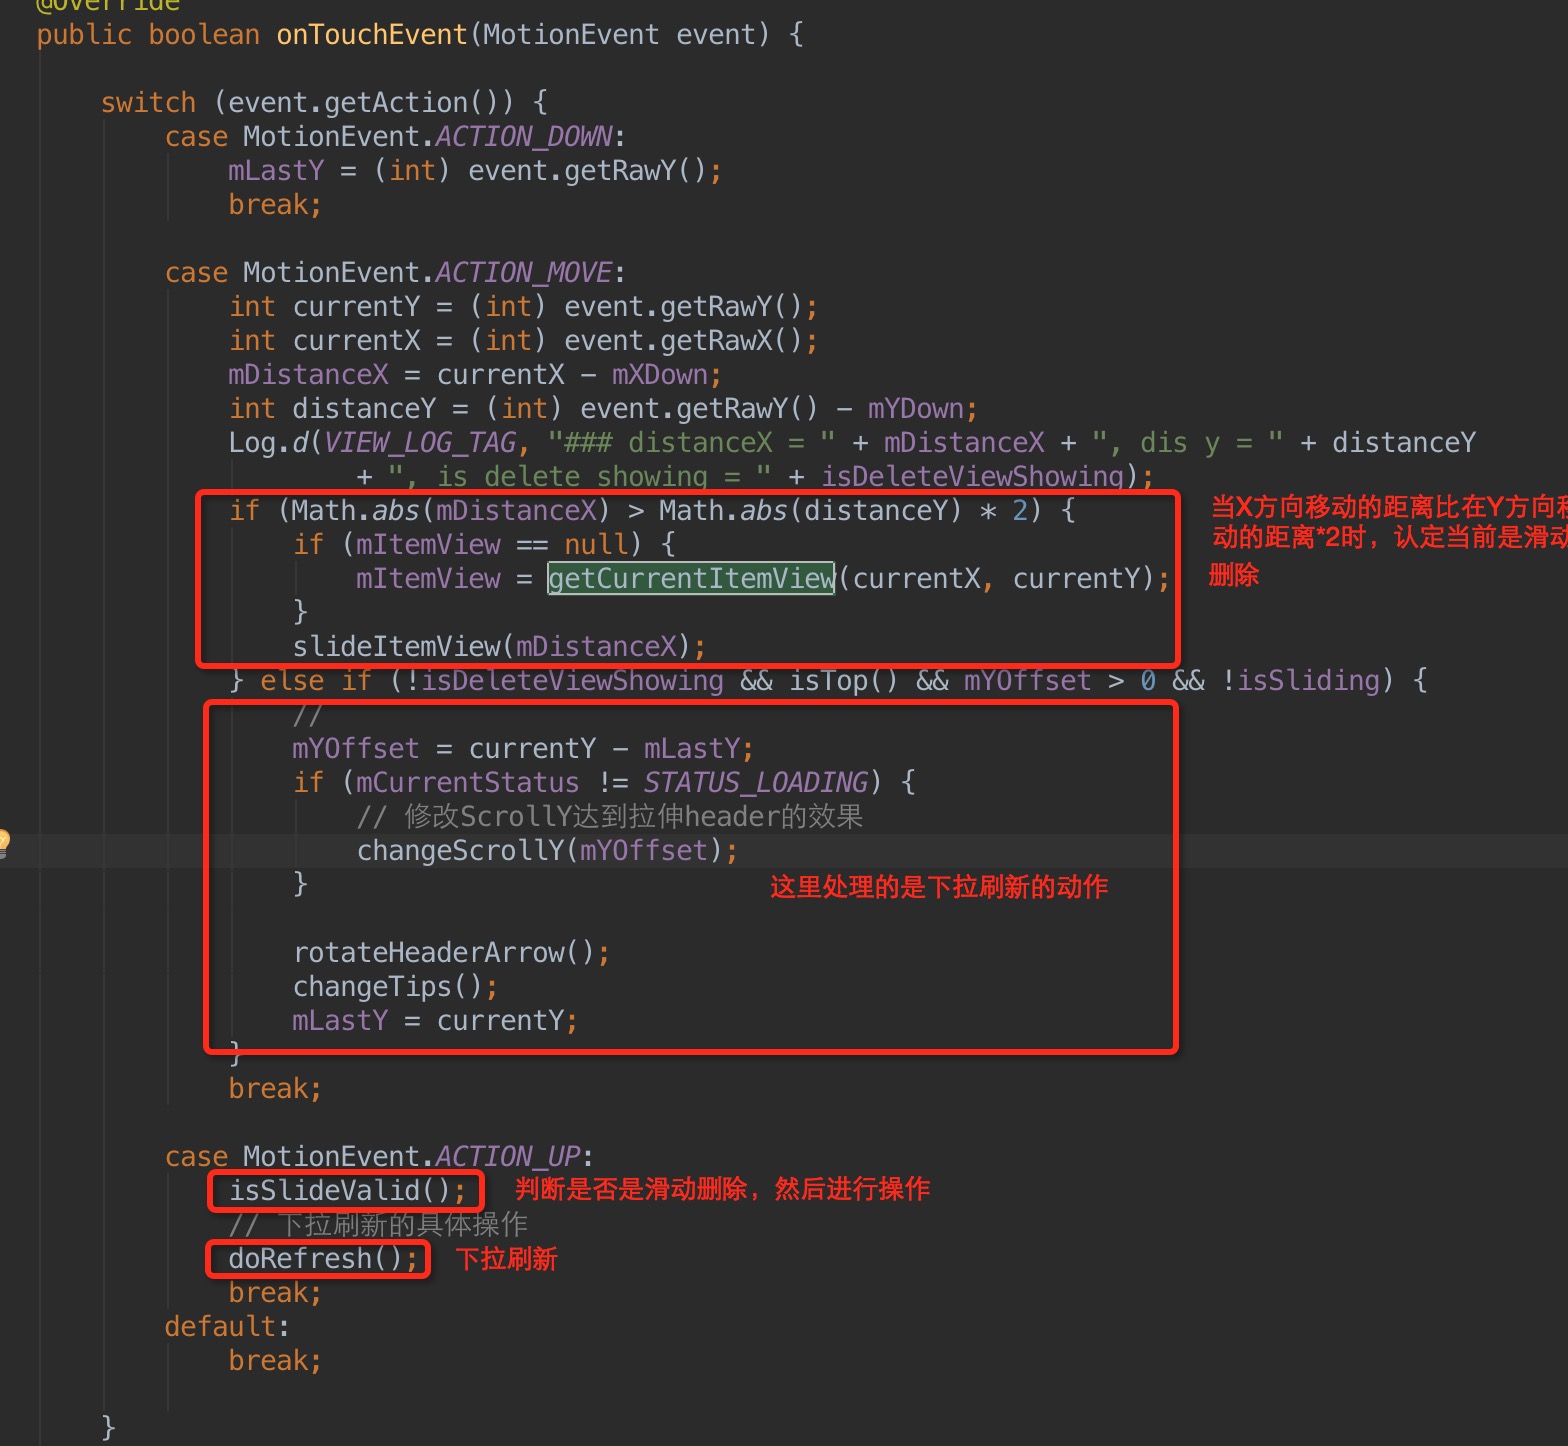 @Override
public boolean onTouchEvent(MotionEvent event) {
switch (event.getAction()) {
case MotionEvent.ACTION_DOWN:
mLastY = (int) event.getRawY();
break;
case MotionEvent.ACTION_MOVE:
int currentY = (int) event.getRawY();
int currentX = (int) event.getRawX();
mDistanceX = currentX - mXDown;
int distanceY = (int) event.getRawY() - mYDown;
Log.d(VIEW_LOG_TAG, "### distanceX = " + mDistanceX + ", dis y = " + distanceY
+ ", is delete showing = " + isDeleteViewShowing);
if (Math.abs(mDistanceX) > Math.abs(distanceY) * 2) {
当X方向移动的距离比在Y方向移
动的距离*2时，认定当前是滑动
删除
if (mItemView == null) {
mItemView = getCurrentItemView(currentX, currentY);
}
slideItemView(mDistanceX);
} else if (!isDeleteViewShowing && isTop() && mYOffset > 0 && !isSliding) {
//
mYOffset = currentY - mLastY;
if (mCurrentStatus != STATUS_LOADING) {
// 修改ScrollY达到拉伸header的效果
changeScrollY(mYOffset);
}
这里处理的是下拉刷新的动作
rotateHeaderArrow();
changeTips();
mLastY = currentY;
}
break;
case MotionEvent.ACTION_UP:
isSlideValid(); 判断是否是滑动删除，然后进行操作
// 下拉刷新的具体操作
doRefresh(); 下拉刷新
break;
default:
break;
}